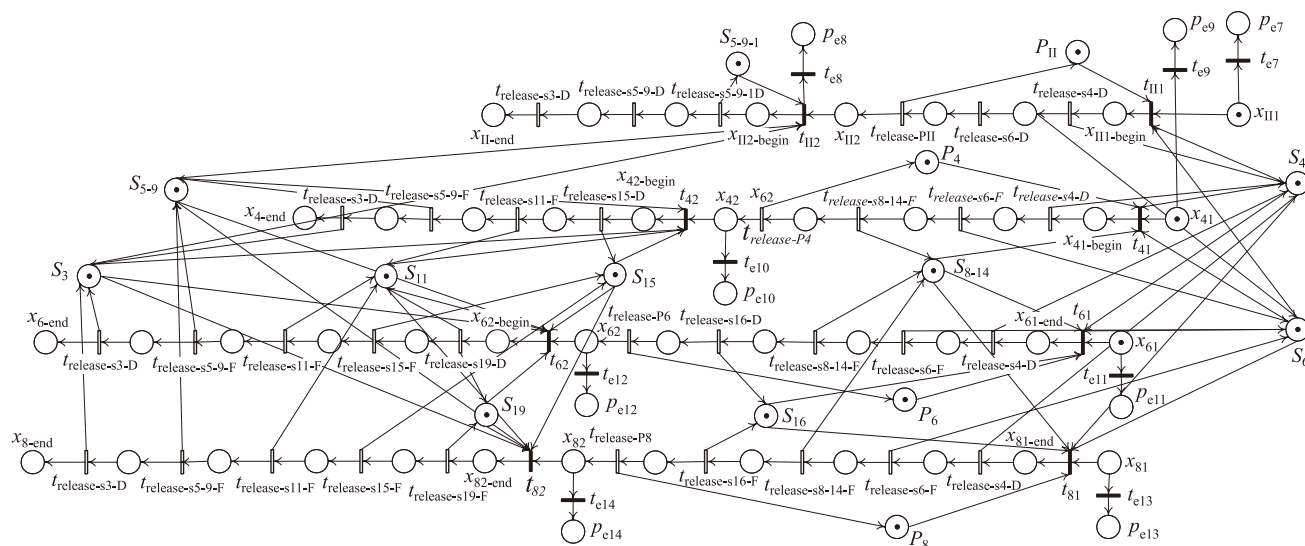 S5-9-1 pe8 PII pe9 pe7
te8 te9 te7
trelease-s3-D trelease-s5-9-D trelease-s5-9-1D trelease-s4-D tII1
xII-end xII2-begin tII2 xII2 trelease-PII trelease-s6-D xII1-begin xII1
P4 S4
S5-9 trelease-s3-D trelease-s5-9-F trelease-s11-F trelease-s15-D x42-begin t42 x42 x62 trelease-s8-14-F trelease-s6-F trelease-s4-D
x4-end trelease-P4 x41-begin t41 x41
te10
S3 S11 S15 pe10 S8-14
x6-end x62-begin x62 trelease-P6 trelease-s16-D x61-end t61 x61 S6
trelease-s3-D trelease-s5-9-F trelease-s11-F trelease-s15-F trelease-s19-D t62 trelease-s8-14-F trelease-s6-F trelease-s4-D
te12 te11
S19 pe12 S16 P6 pe11
x8-end x82 trelease-P8 x81-end x81
trelease-s3-D trelease-s5-9-F trelease-s11-F trelease-s15-F trelease-s19-F x82-end t82 trelease-s16-F trelease-s8-14-F trelease-s6-F trelease-s4-D t81
te14 te13
pe14 P8 pe13